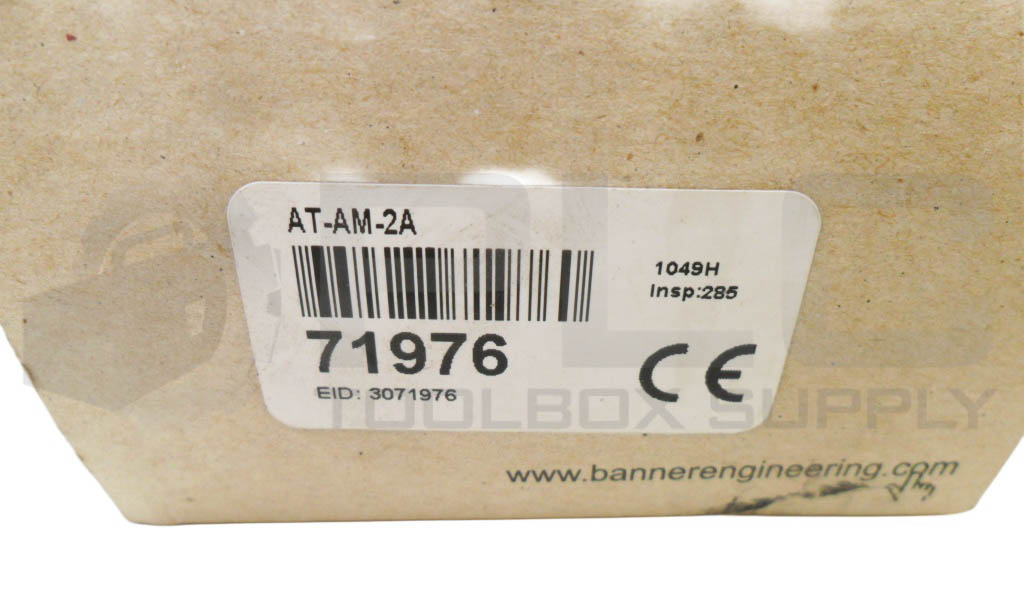 AT-AM-2A
1049H
Insp:285
71976
EID: 3071976
CE
TOOLBOX SUPPLY
www.bannerengineering.com